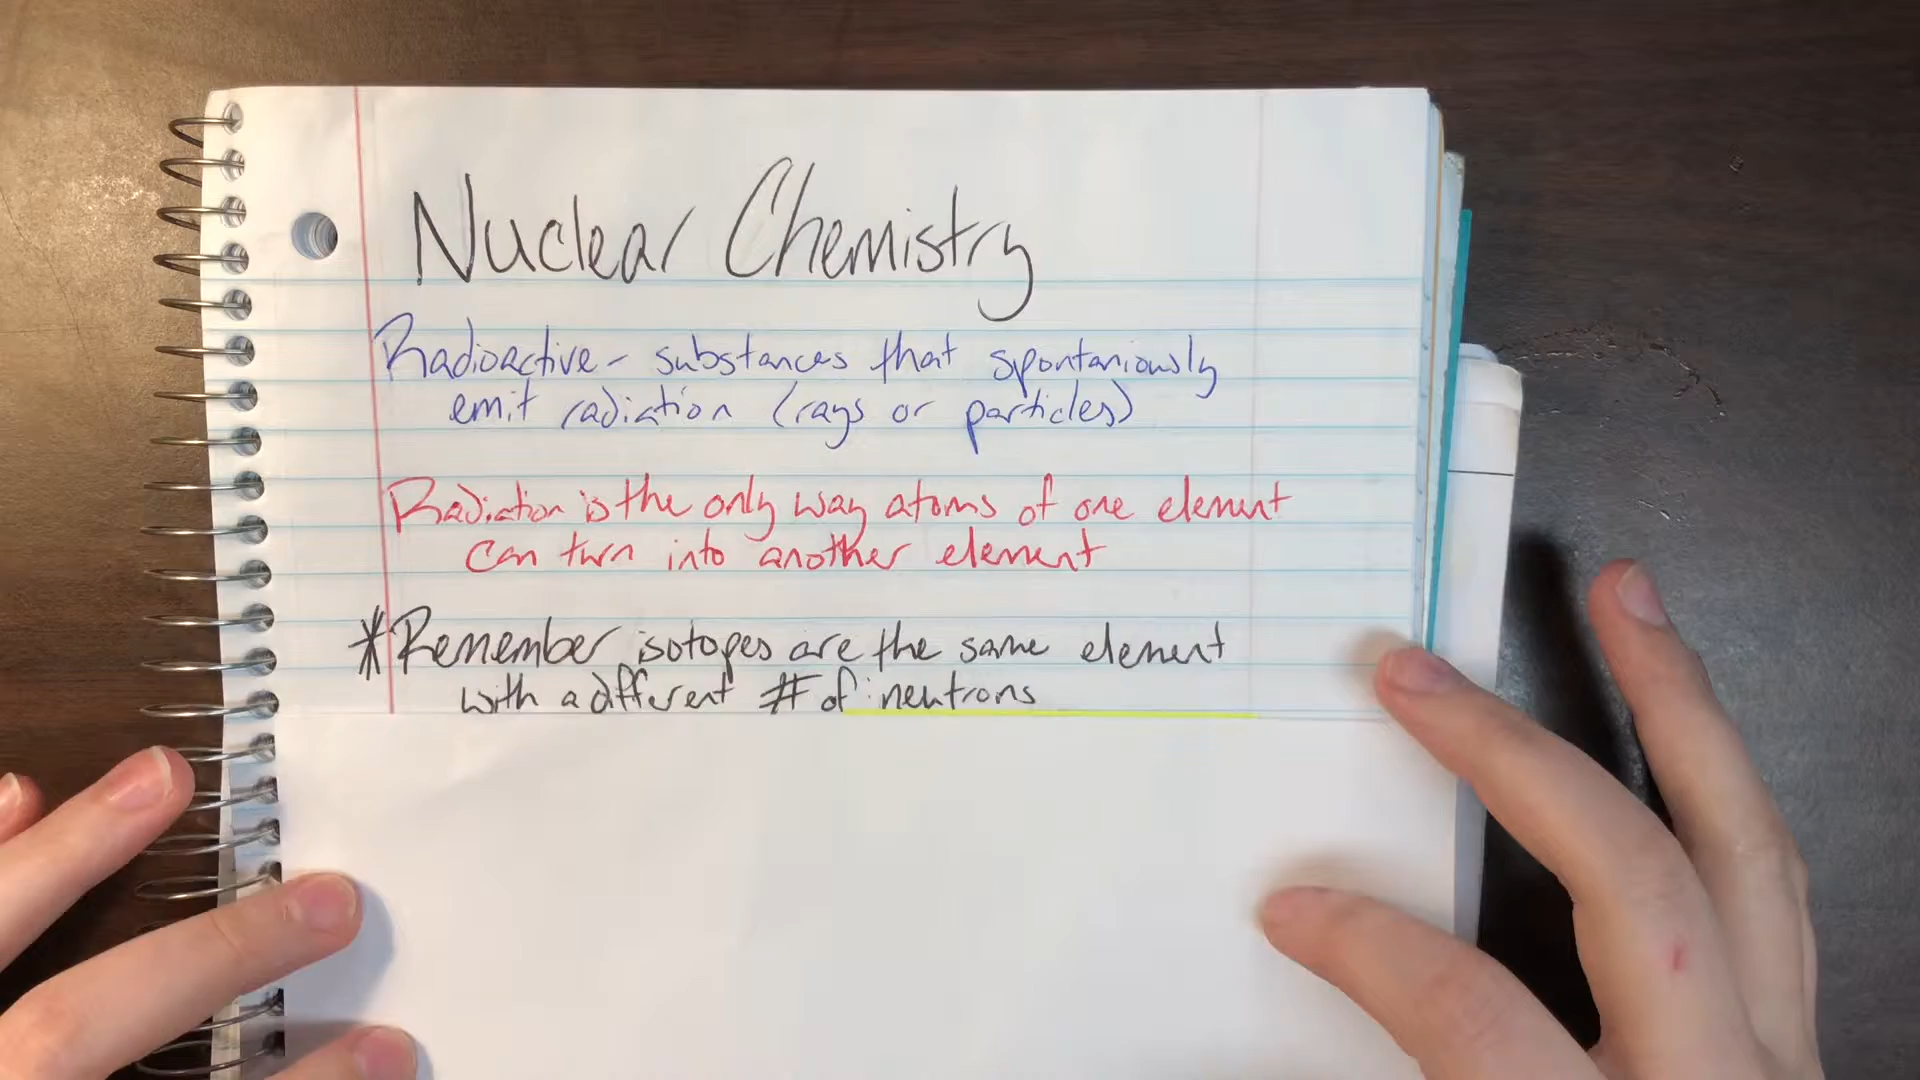 Nuclear Chemistry
Radioactive- substances that spontaniously
emit radiation (rays or particles)
Radiation is the only way atoms of one element
can turn into another element
*Remember isotopes are the same element
with a different # of neutrons